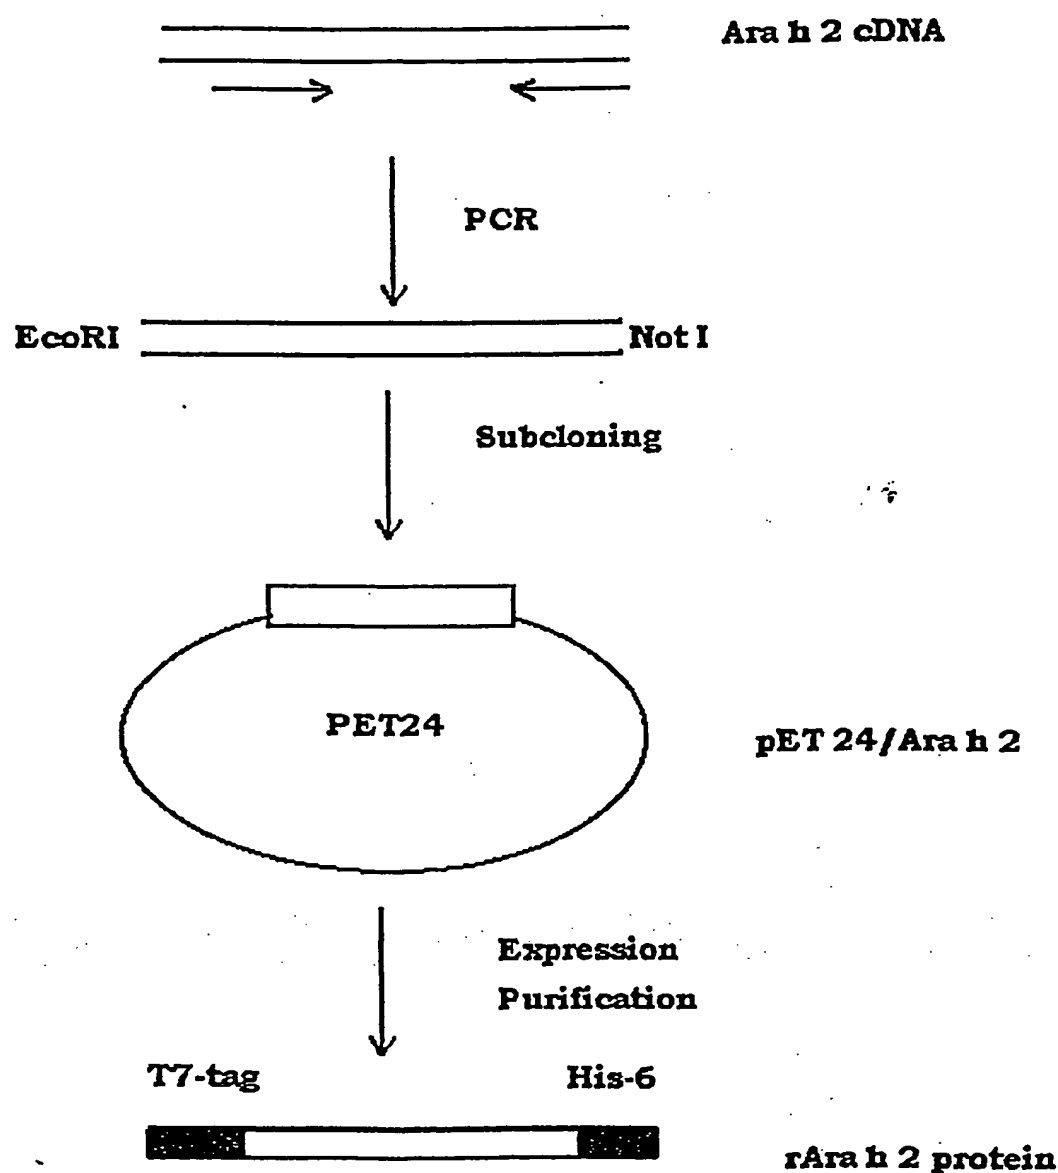 Ara h 2 cDNA
PCR
EcoRI
Not I
Subcloning
PET24
pET 24/Ara h 2
Expression
Purification
T7-tag
His-6
rAra h 2 protein